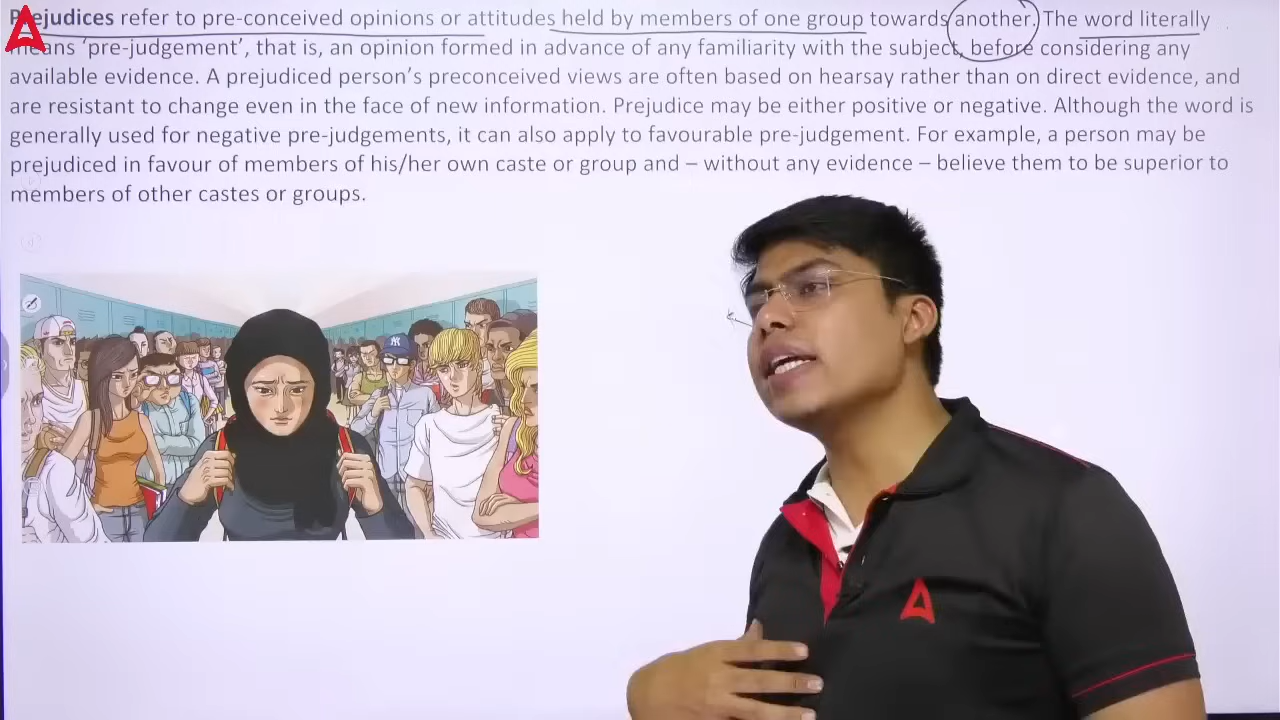 Prejudices refer to pre-conceived opinions or attitudes held by members of one group towards another. The word literally
means ‘pre-judgement’, that is, an opinion formed in advance of any familiarity with the subject, before considering any
available evidence. A prejudiced person’s preconceived views are often based on hearsay rather than on direct evidence, and
are resistant to change even in the face of new information. Prejudice may be either positive or negative. Although the word is
generally used for negative pre-judgements, it can also apply to favourable pre-judgement. For example, a person may be
prejudiced in favour of members of his/her own caste or group and – without any evidence – believe them to be superior to
members of other castes or groups.